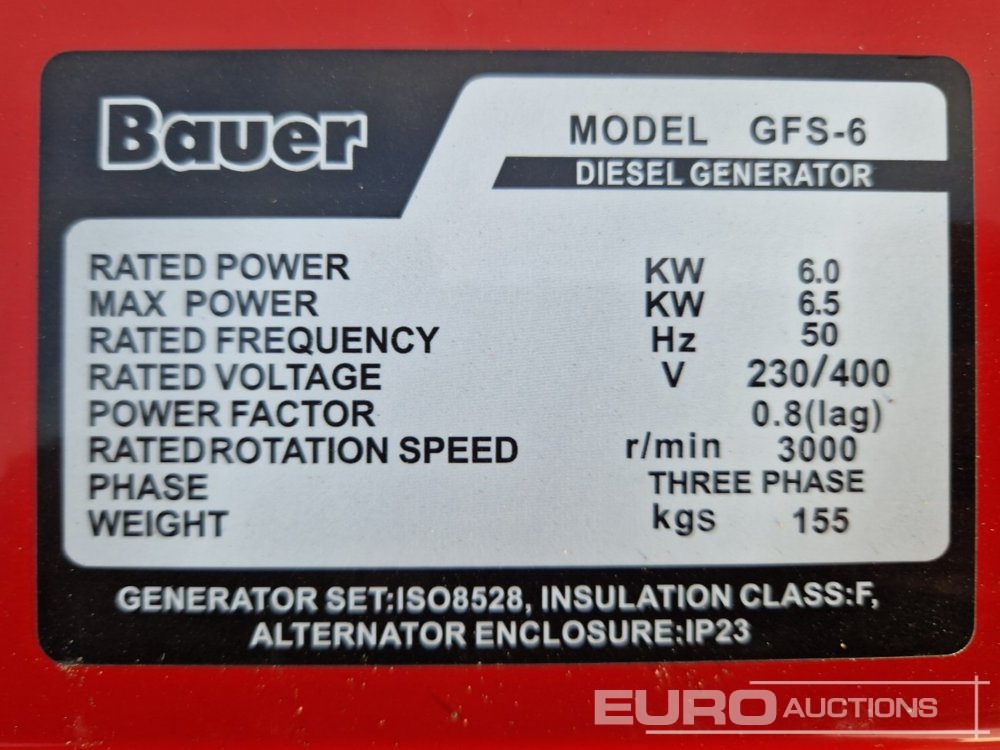 Bauer
MODEL GFS-6
DIESEL GENERATOR
RATED POWER KW 6.0
MAX POWER KW 6.5
RATED FREQUENCY Hz 50
RATED VOLTAGE V 230/400
POWER FACTOR 0.8(lag)
RATEDROTATION SPEED r/min 3000
PHASE THREE PHASE
WEIGHT kgs 155
GENERATOR SET:ISO8528, INSULATION CLASS:F,
ALTERNATOR ENCLOSURE:IP23
EURO AUCTIONS